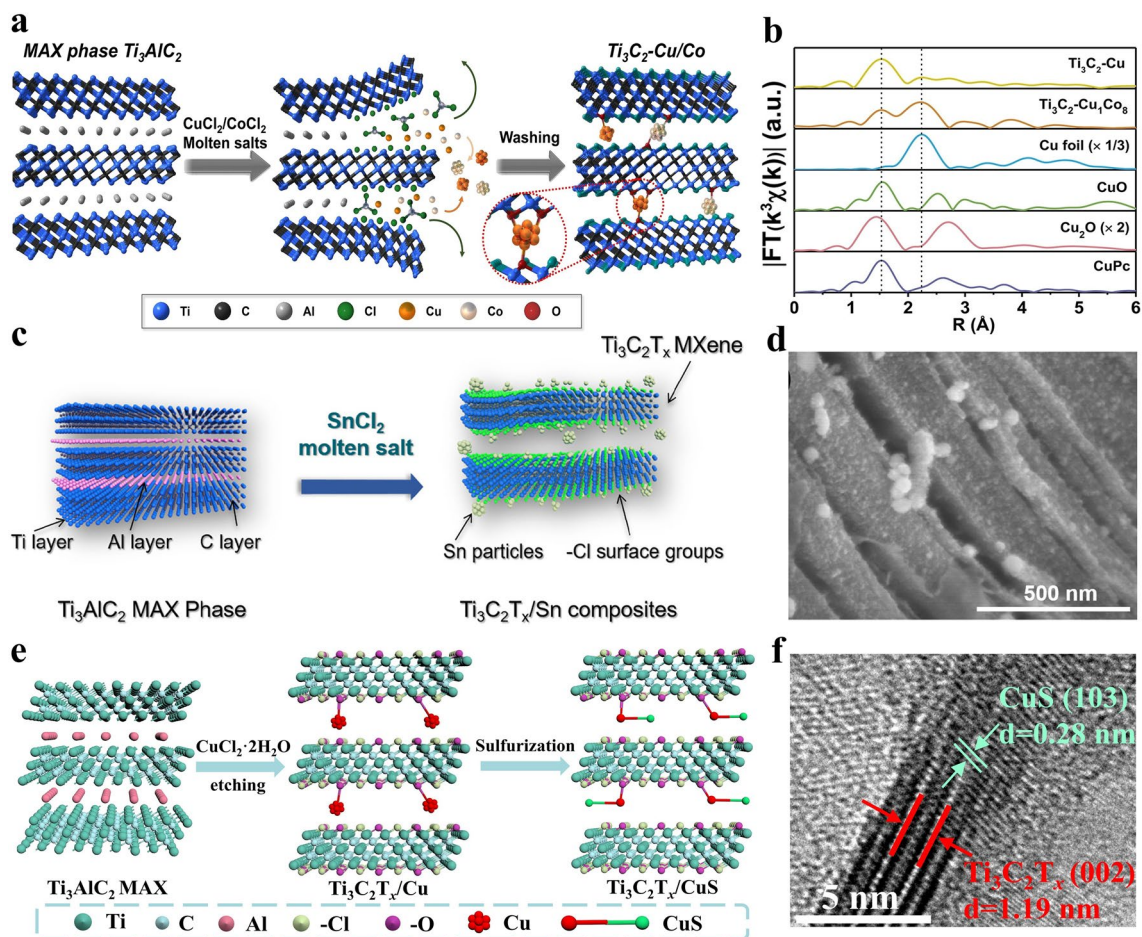 a
MAX phase Ti₃AlC₂
CuCl₂/CoCl₂
Molten salts
Washing
Ti₃C₂-Cu/Co
Ti C Al Cl Cu Co O
b
|FT(k³χ(k))| (a.u.)
Ti₃C₂-Cu
Ti₃C₂-Cu₁Co₈
Cu foil (× 1/3)
CuO
Cu₂O (× 2)
CuPc
0 1 2 3 4 5 6
R (Å)
c
Ti₃C₂Tₓ MXene
SnCl₂
molten salt
Ti layer Al layer C layer
Sn particles -Cl surface groups
Ti₃AlC₂ MAX Phase
Ti₃C₂Tₓ/Sn composites
d
500 nm
e
CuCl₂·2H₂O
etching
Sulfurization
Ti₃AlC₂ MAX
Ti₃C₂Tₓ/Cu
Ti₃C₂Tₓ/CuS
Ti C Al -Cl -O Cu CuS
f
CuS (103)
d=0.28 nm
Ti₃C₂Tₓ (002)
d=1.19 nm
5 nm